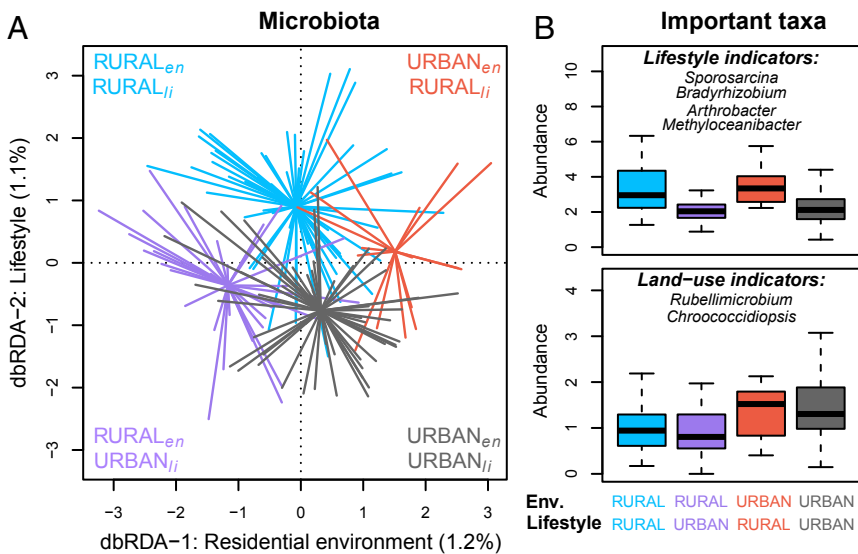 A
Microbiota
RURALen
RURALli
URBANen
RURALli
RURALen
URBANli
URBANen
URBANli
3
2
1
0
−1
−2
−3
dbRDA−2: Lifestyle (1.1%)
−3 −2 −1 0 1 2 3
dbRDA−1: Residential environment (1.2%)
B
Important taxa
Lifestyle indicators:
Sporosarcina
Bradyrhizobium
Arthrobacter
Methyloceanibacter
10
8
6
4
2
0
Abundance
Land−use indicators:
Rubellimicrobium
Chroococcidiopsis
4
3
2
1
0
Abundance
Env. RURAL RURAL URBAN URBAN
Lifestyle RURAL URBAN RURAL URBAN